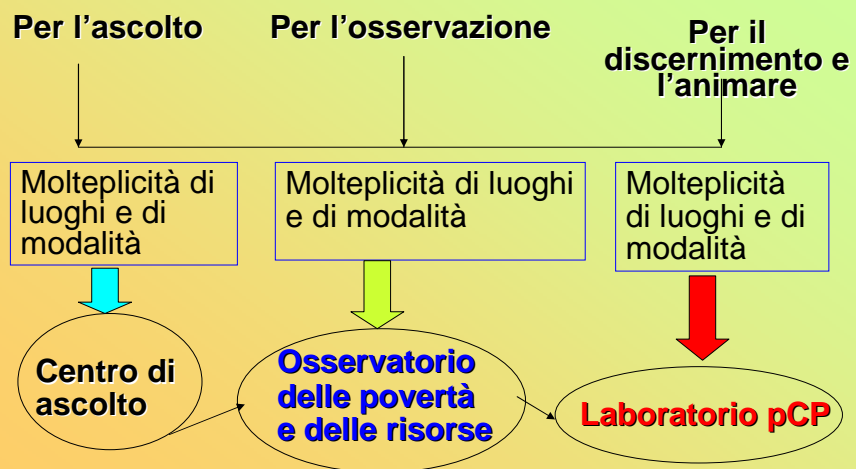 Per l'ascolto
Per l'osservazione
Per il
discernimento e
l'animare
Molteplicità di
luoghi e di
modalità
Molteplicità di luoghi
e di modalità
Molteplicità
di luoghi e di
modalità
Centro di
ascolto
Osservatorio
delle povertà
e delle risorse
Laboratorio pCP